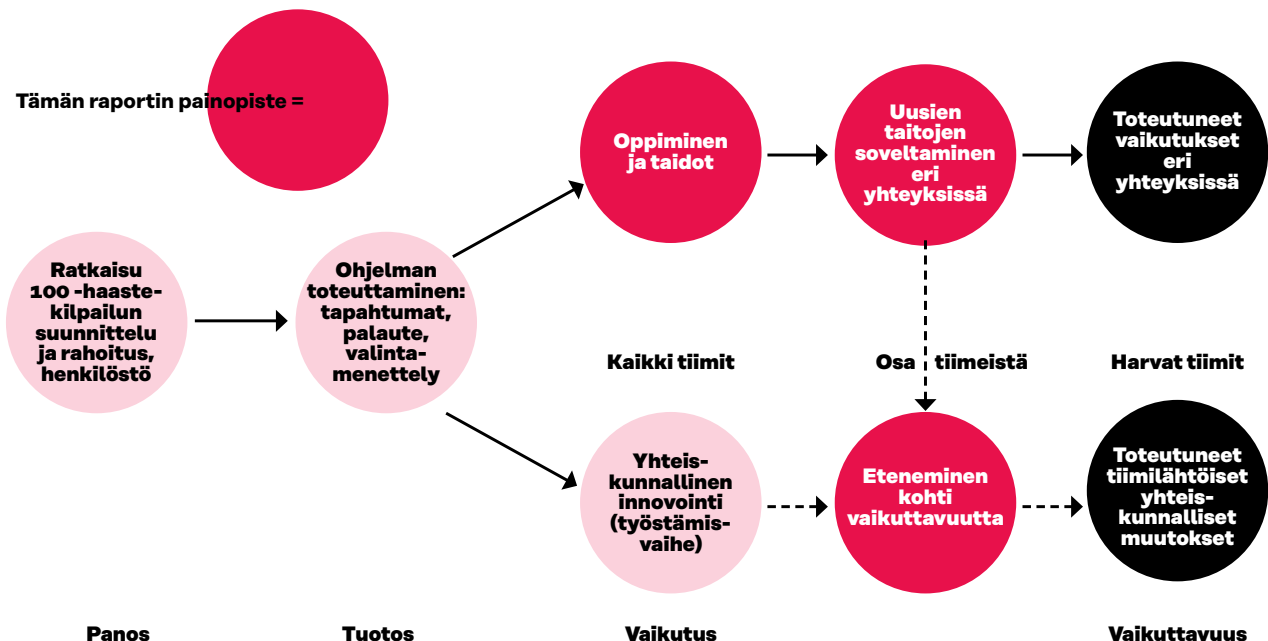 Tämän raportin painopiste =
Oppiminen
ja taidot
Uusien
taitojen
soveltaminen
eri
yhteyksissä
Toteutuneet
vaikutukset
eri
yhteyksissä
Ratkaisu
100 -haaste-
kilpailun
suunnittelu
ja rahoitus,
henkilöstö
Ohjelman
toteuttaminen:
tapahtumat,
palaute,
valinta-
menettely
Kaikki tiimit
Osa tiimeistä
Harvat tiimit
Yhteis-
kunnallinen
innovointi
(työstämis-
vaihe)
Eteneminen
kohti
vaikuttavuutta
Toteutuneet
tiimilähtöiset
yhteis-
kunnalliset
muutokset
Panos
Tuotos
Vaikutus
Vaikuttavuus